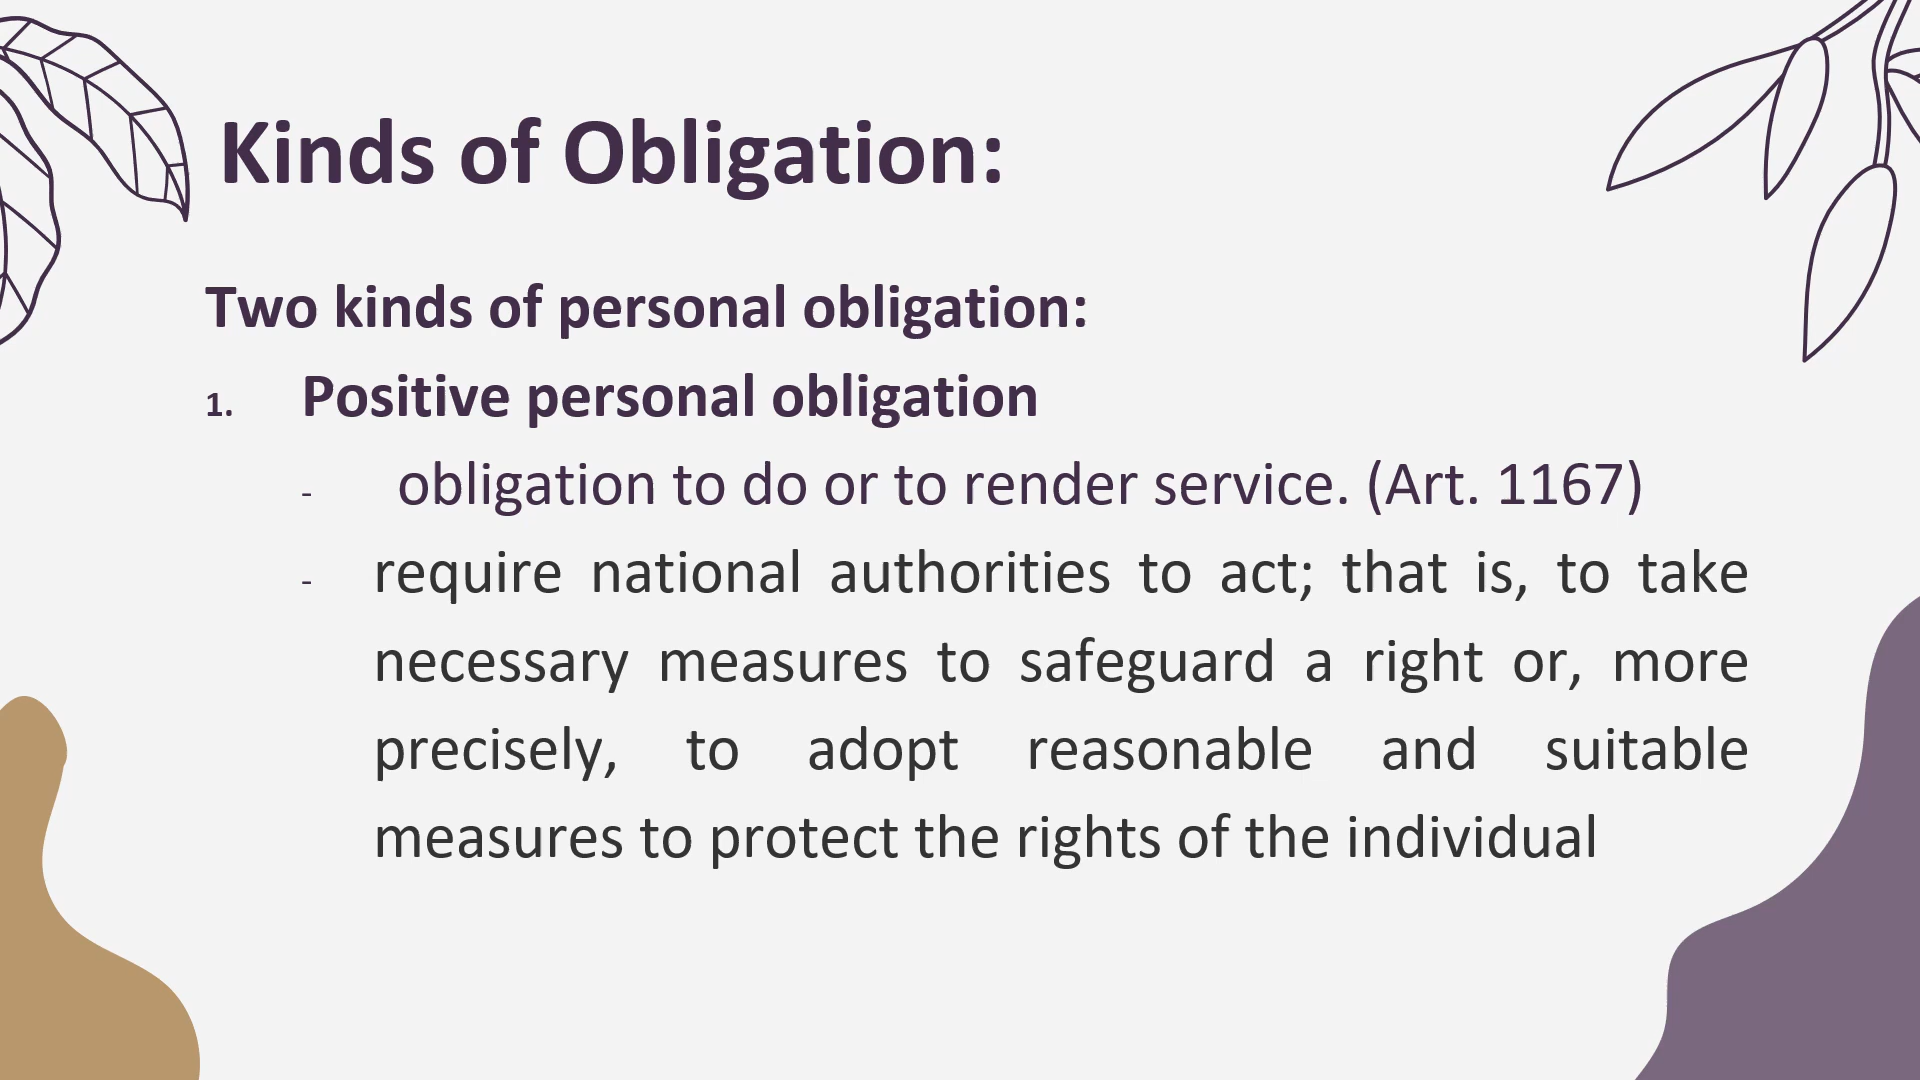 Kinds of Obligation:
Two kinds of personal obligation:
1. Positive personal obligation
- obligation to do or to render service. (Art. 1167)
- require national authorities to act; that is, to take
necessary measures to safeguard a right or, more
precisely, to adopt reasonable and suitable
measures to protect the rights of the individual